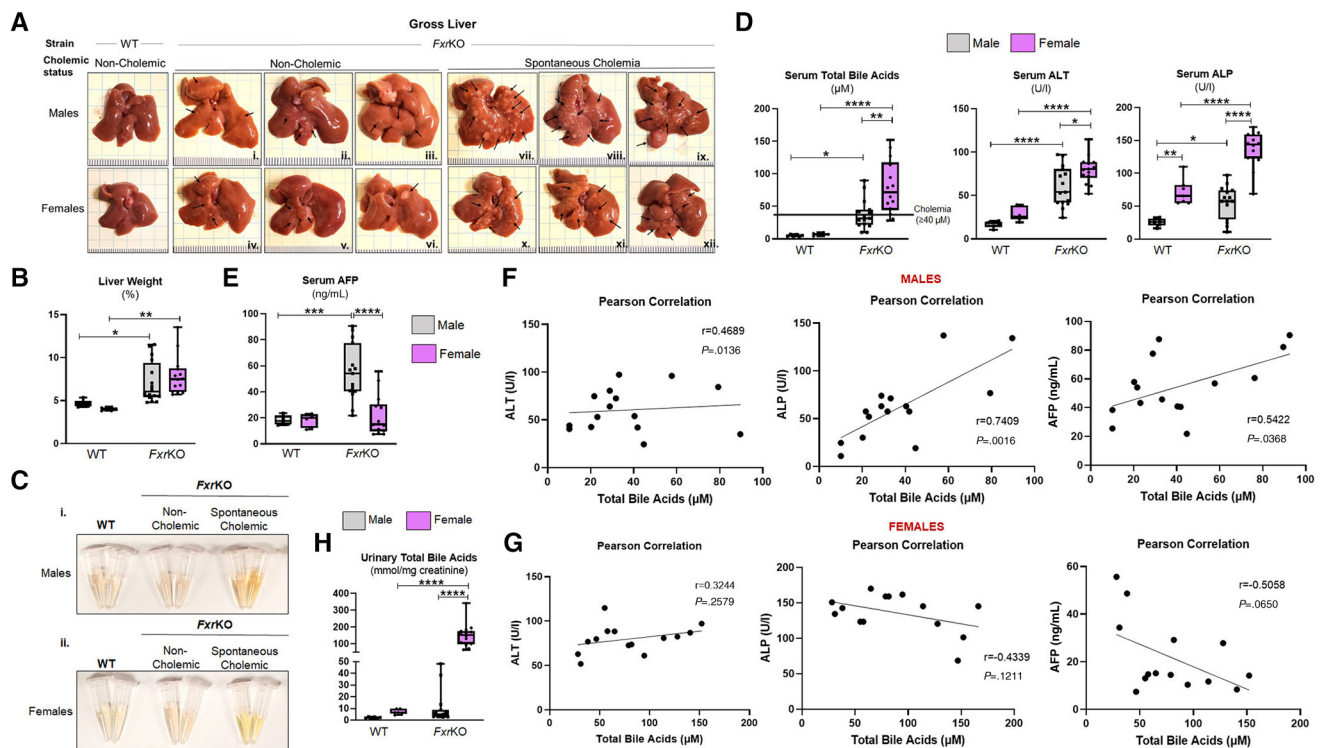 A
Gross Liver
Strain
WT
FxrKO
Cholemic
status
Non-Cholemic
Non-Cholemic
Spontaneous Cholemia
Males
i.
ii.
iii.
vii.
viii.
ix.
Females
iv.
v.
vi.
x.
xi.
xii.
B
Liver Weight
(%)
15
10
5
0
*
**
WT
FxrKO
E
Serum AFP
(ng/mL)
100
80
60
40
20
0
***
****
WT
FxrKO
Male
Female
C
FxrKO
i.
WT
Non-
Cholemic
Spontaneous
Cholemic
Males
FxrKO
ii.
WT
Non-
Cholemic
Spontaneous
Cholemic
Females
D
Male
Female
Serum Total Bile Acids
(µM)
200
150
100
50
0
****
**
*
Cholemia
(≥40 µM)
WT
FxrKO
Serum ALT
(U/l)
150
100
50
0
****
*
****
WT
FxrKO
Serum ALP
(U/l)
200
150
100
50
0
****
****
*
**
WT
FxrKO
F
MALES
Pearson Correlation
r=0.4689
P=.0136
ALT (U/l)
150
100
50
0
0
20
40
60
80
100
Total Bile Acids (µM)
Pearson Correlation
r=0.7409
P=.0016
ALP (U/l)
150
100
50
0
0
20
40
60
80
100
Total Bile Acids (µM)
Pearson Correlation
r=0.5422
P=.0368
AFP (ng/mL)
100
80
60
40
20
0
0
20
40
60
80
100
Total Bile Acids (µM)
G
FEMALES
Pearson Correlation
r=0.3244
P=.2579
ALT (U/l)
150
100
50
0
0
50
100
150
200
Total Bile Acids (µM)
Pearson Correlation
r=-0.4339
P=.1211
ALP (U/l)
200
150
100
50
0
0
50
100
150
200
Total Bile Acids (µM)
Pearson Correlation
r=-0.5058
P=.0650
AFP (ng/mL)
60
40
20
0
0
50
100
150
200
Total Bile Acids (µM)
Male
Female
H
Urinary Total Bile Acids
(mmol/mg creatinine)
****
****
400
300
200
100
50
40
30
20
10
0
WT
FxrKO